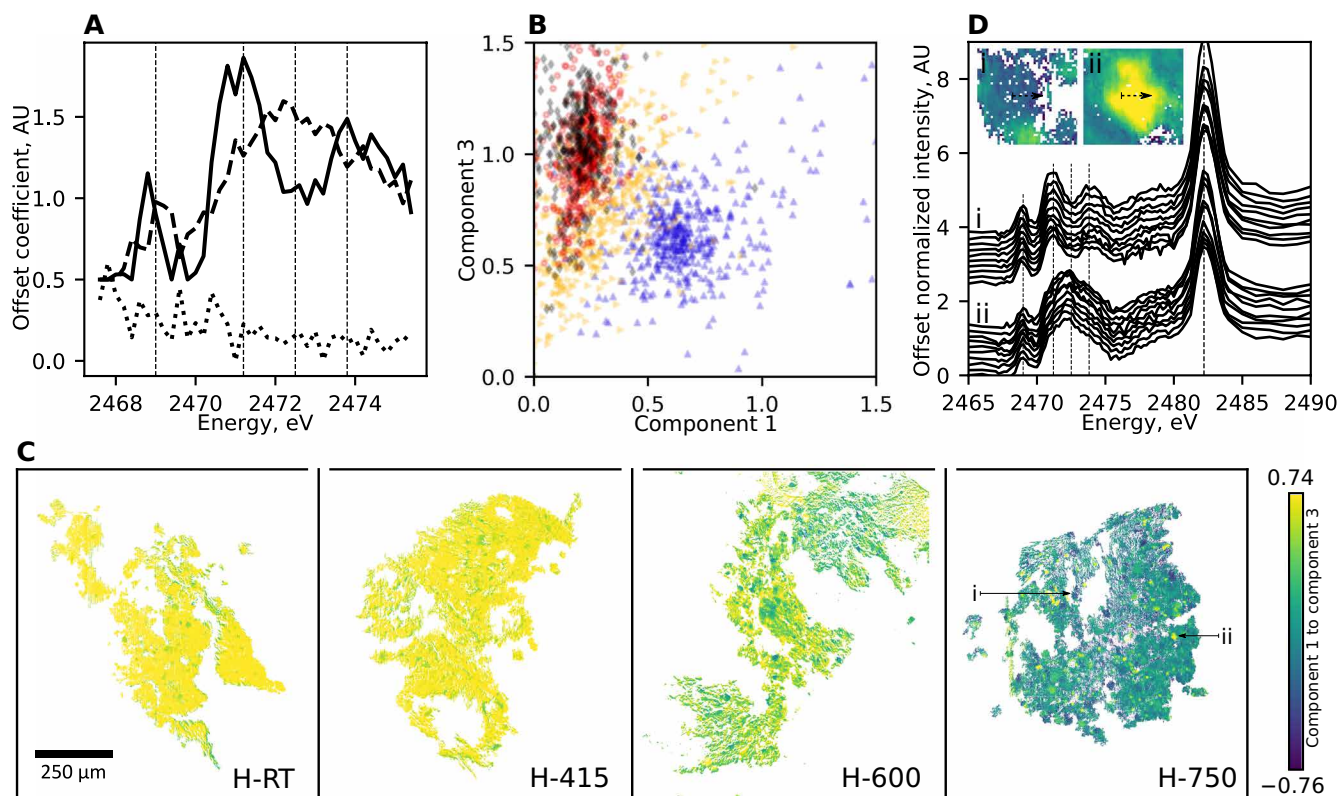 A
B
D
Offset coefficient, AU
1.5
1.0
0.5
0.0
2468
2470
2472
2474
Energy, eV
Component 3
1.5
1.0
0.5
0.0
0.0
0.5
1.0
1.5
Component 1
Offset normalized intensity, AU
8
6
4
2
0
i
ii
i
ii
2465
2470
2475
2480
2485
2490
Energy, eV
C
250 μm
H-RT
H-415
H-600
i
ii
H-750
0.74
Component 1 to component 3
−0.76